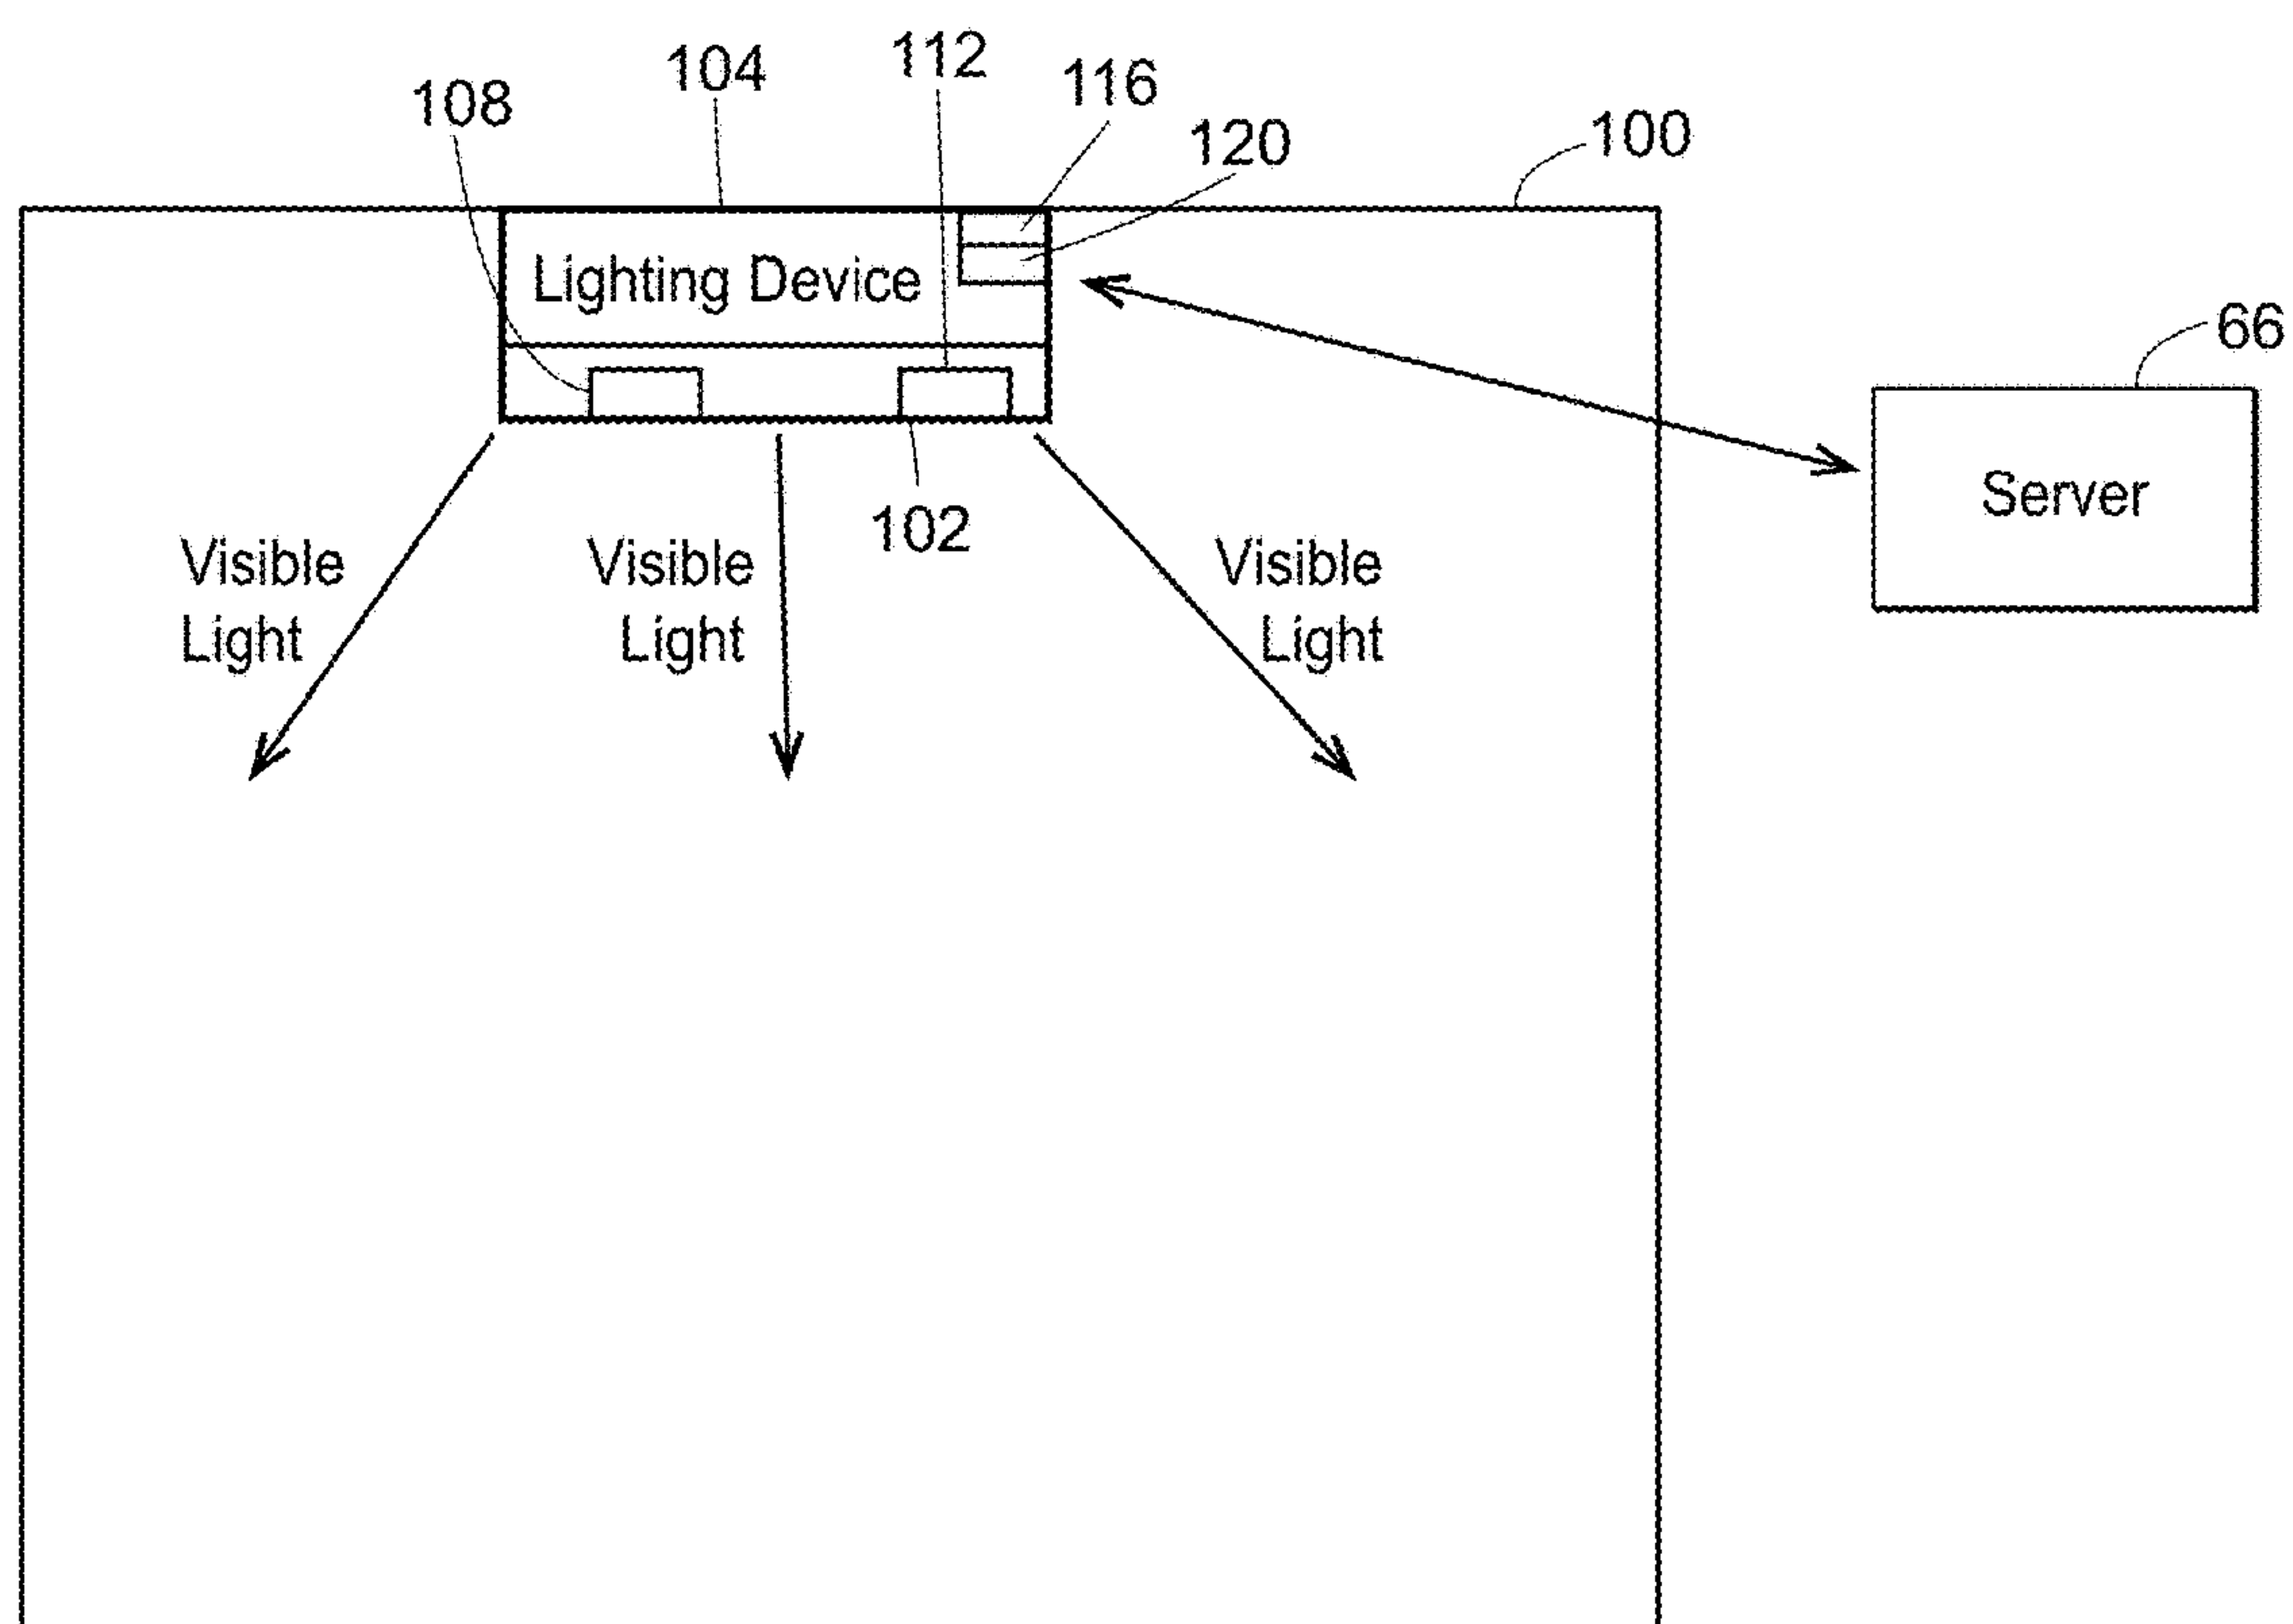 112
104
116
108
120
100
Lighting Device
66
Server
102
Visible
Light
Visible
Light
Visible
Light